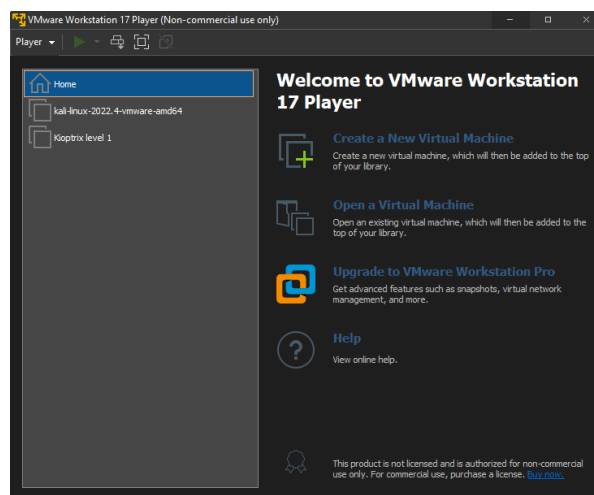 VMware Workstation 17 Player (Non-commercial use only)
Player
Home
kali-linux-2022.4-vmware-amd64
Kioptrix level 1
Welcome to VMware Workstation
17 Player
Create a New Virtual Machine
Create a new virtual machine, which will then be added to the top
of your library.
Open a Virtual Machine
Open an existing virtual machine, which will then be added to the
top of your library.
Upgrade to VMware Workstation Pro
Get advanced features such as snapshots, virtual network
management, and more.
Help
View online help.
This product is not licensed and is authorized for non-commercial
use only. For commercial use, purchase a license. Buy now.